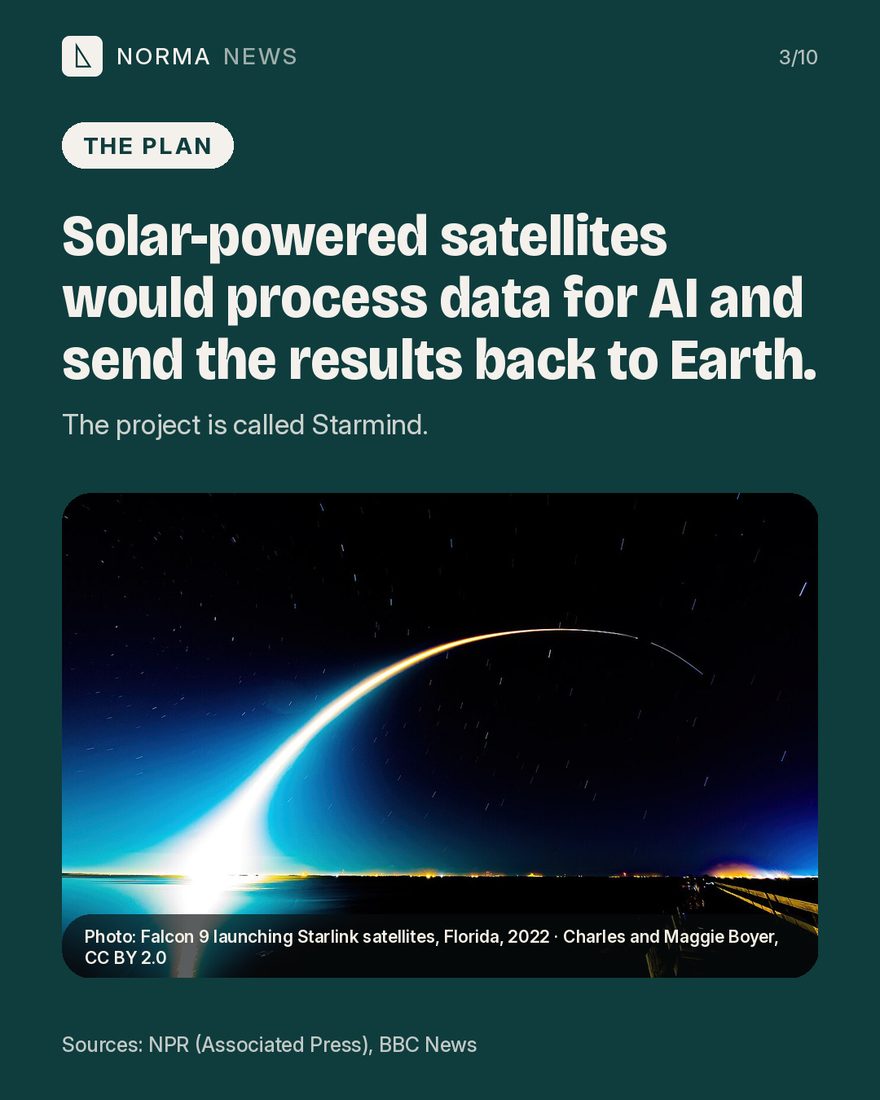 NORMA NEWS
3/10
THE PLAN
Solar-powered satellites
would process data for AI and
send the results back to Earth.
The project is called Starmind.
Photo: Falcon 9 launching Starlink satellites, Florida, 2022 · Charles and Maggie Boyer,
CC BY 2.0
Sources: NPR (Associated Press), BBC News